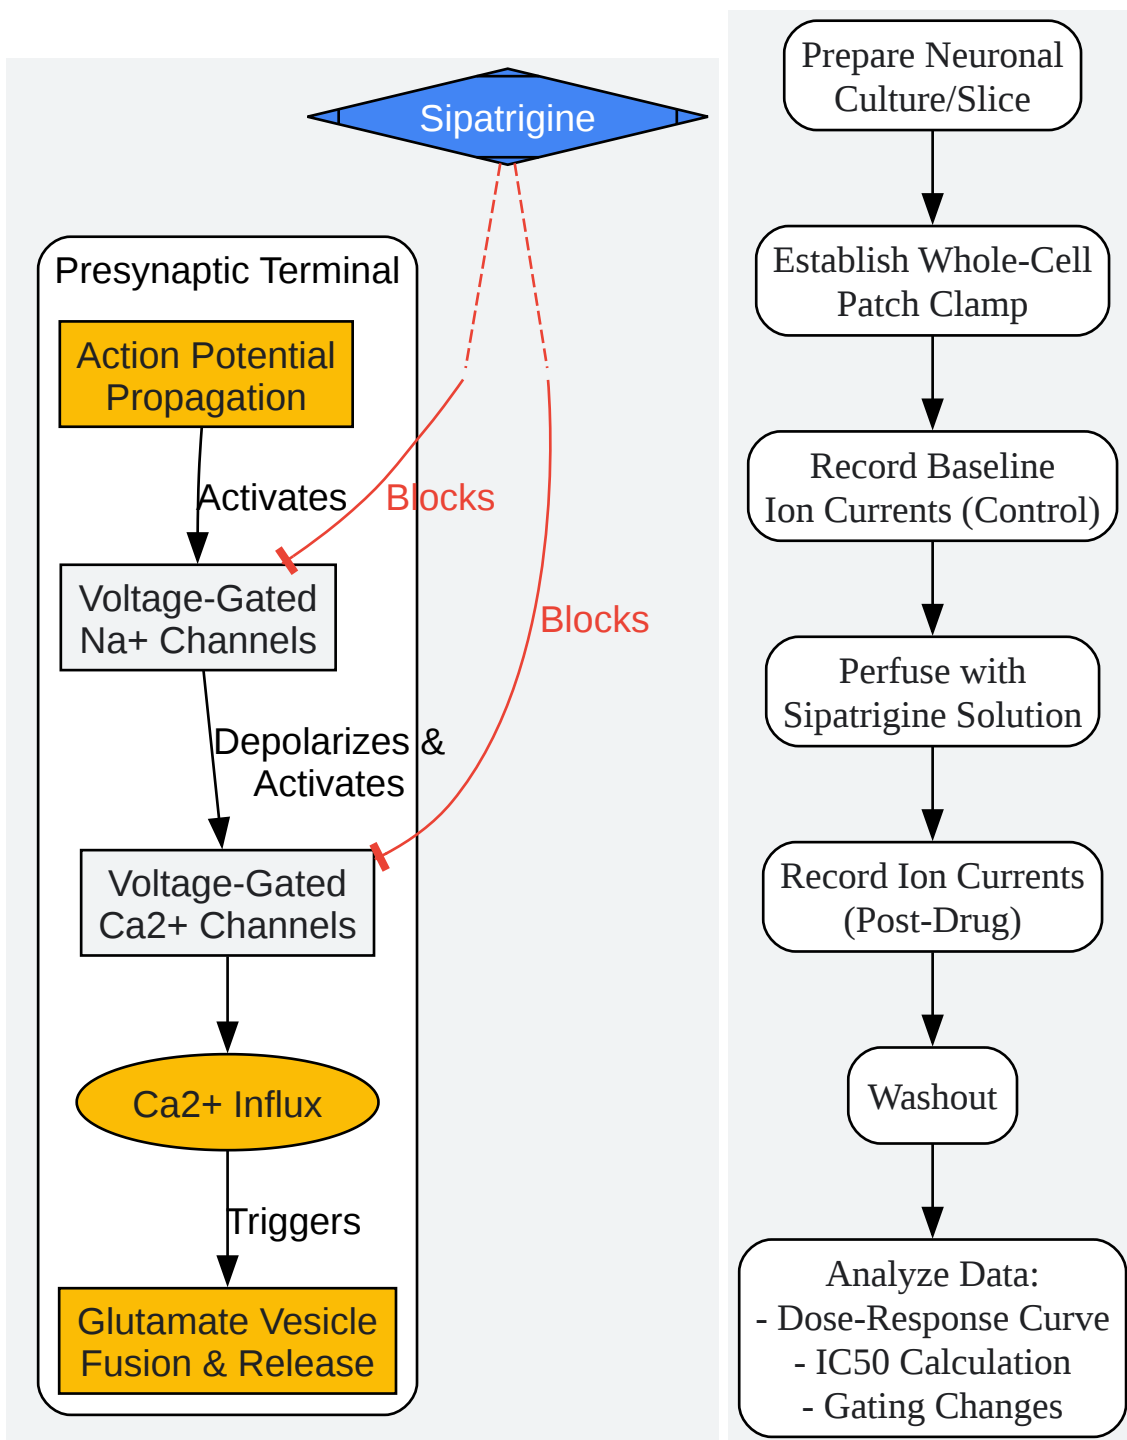 Sipatrigine
Presynaptic Terminal
Action Potential
Propagation
Activates
Blocks
Voltage-Gated
Na+ Channels
Blocks
Depolarizes &
Activates
Voltage-Gated
Ca2+ Channels
Ca2+ Influx
Triggers
Glutamate Vesicle
Fusion & Release
Prepare Neuronal
Culture/Slice
Establish Whole-Cell
Patch Clamp
Record Baseline
Ion Currents (Control)
Perfuse with
Sipatrigine Solution
Record Ion Currents
(Post-Drug)
Washout
Analyze Data:
- Dose-Response Curve
- IC50 Calculation
- Gating Changes